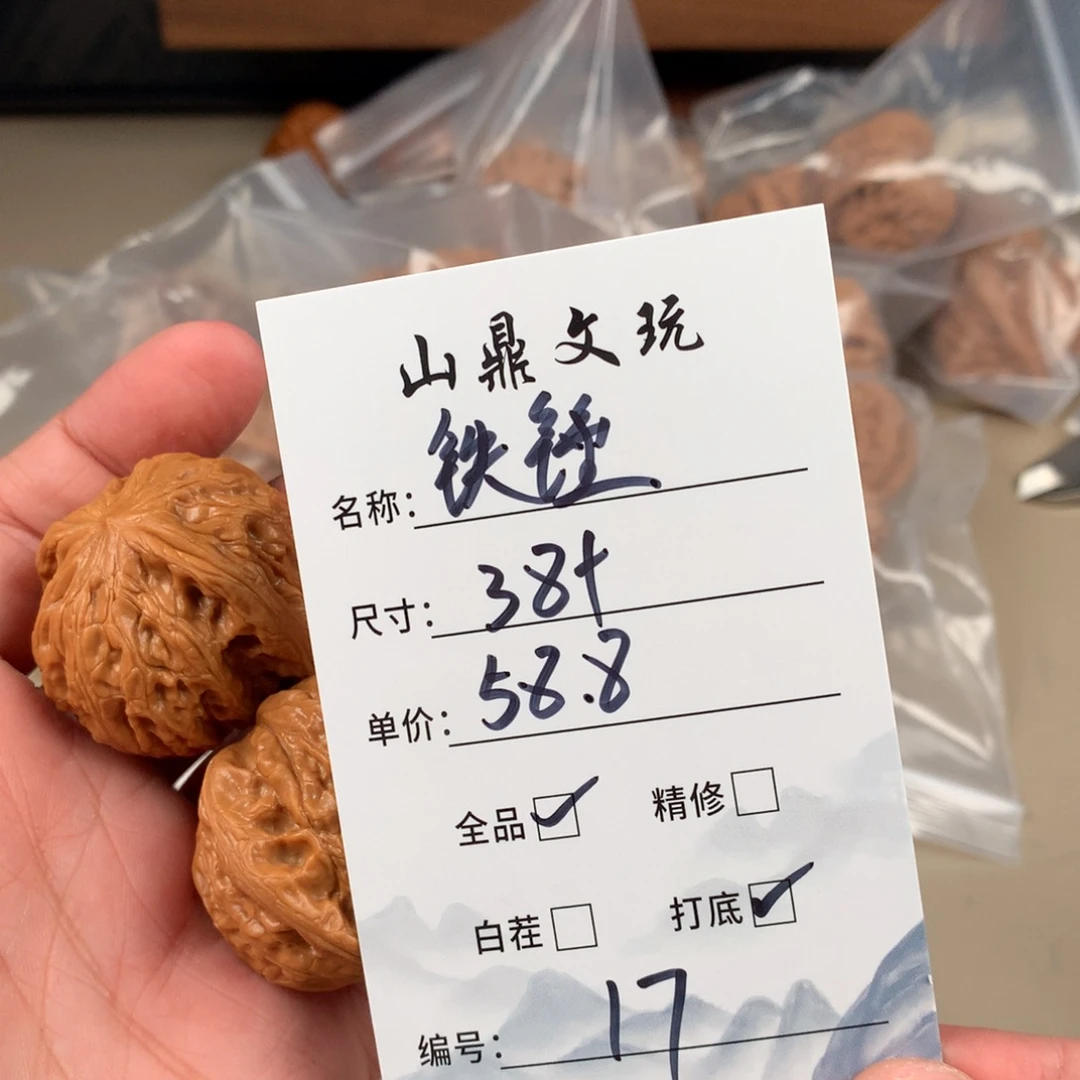 山鼎文玩
名称：铁锤
尺寸：38+
单价：58.8
全品☑ 精修☐
白茬☐ 打底☑
编号：17